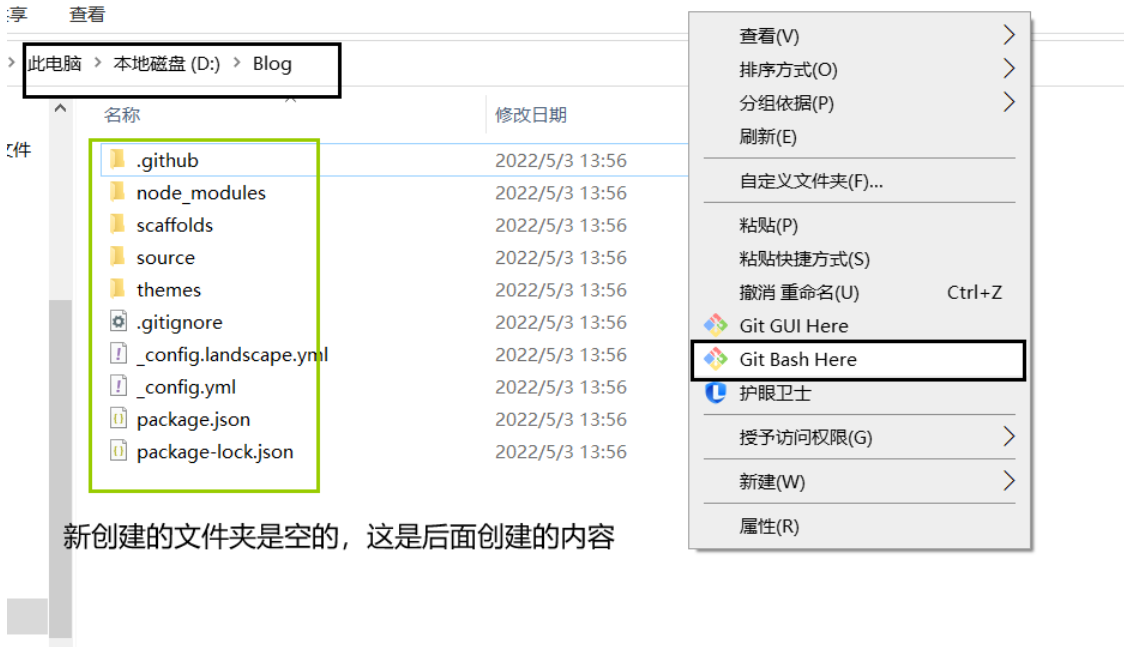 享 查看
此电脑 > 本地磁盘 (D:) > Blog
名称 修改日期
文件
.github 2022/5/3 13:56
node_modules 2022/5/3 13:56
scaffolds 2022/5/3 13:56
source 2022/5/3 13:56
themes 2022/5/3 13:56
.gitignore 2022/5/3 13:56
_config.landscape.yml 2022/5/3 13:56
_config.yml 2022/5/3 13:56
package.json 2022/5/3 13:56
package-lock.json 2022/5/3 13:56
新创建的文件夹是空的，这是后面创建的内容
查看(V)
排序方式(O)
分组依据(P)
刷新(E)
自定义文件夹(F)...
粘贴(P)
粘贴快捷方式(S)
撤消 重命名(U) Ctrl+Z
Git GUI Here
Git Bash Here
护眼卫士
授予访问权限(G)
新建(W)
属性(R)